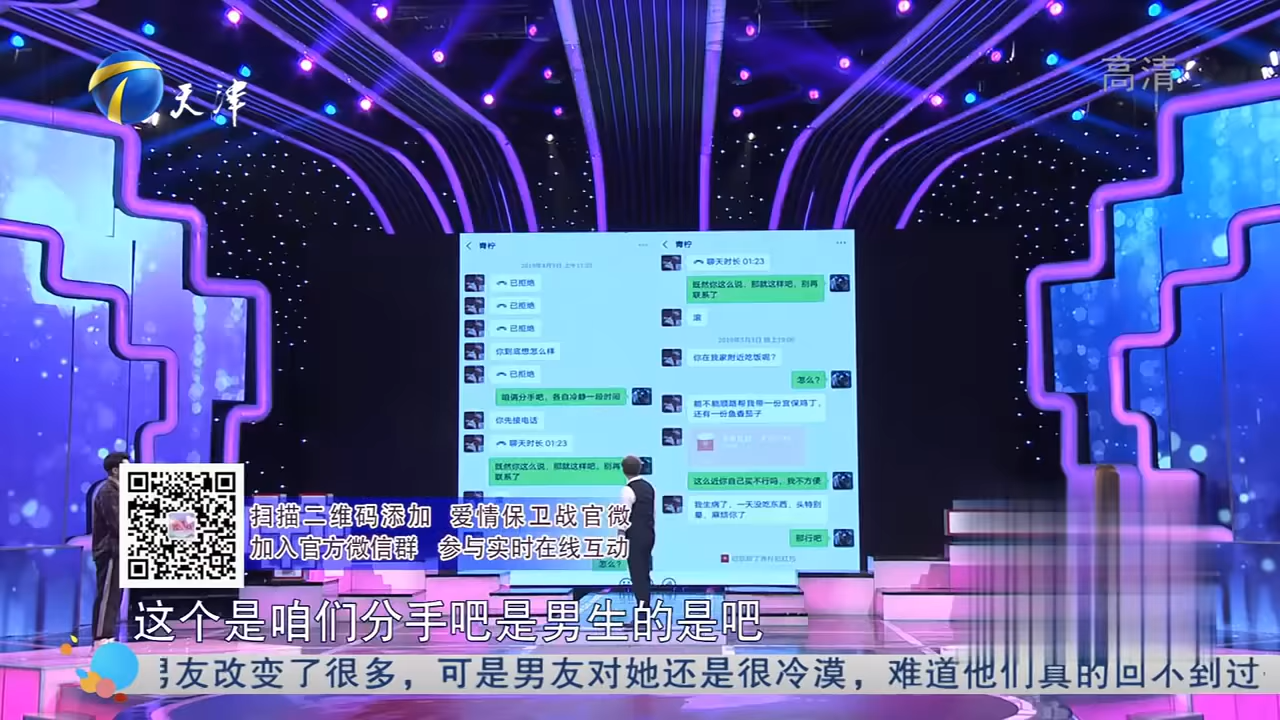 天津
高清
青柠
已拒绝
已拒绝
已拒绝
你到底想怎么样
已拒绝
咱俩分手吧，各自冷静一段时间
你先接电话
聊天时长 01:23
既然你这么说，那就这样吧，别再
联系了
怎么？
青柠
聊天时长 01:23
既然你这么说，那就这样吧，别再
联系了
滚
你在我家附近吃饭呢？
怎么？
能不能顺路帮我带一份宫保鸡丁，
还有一份鱼香茄子
这么近你自己买不行吗，我不方便
我生病了，一天没吃东西，头特别
晕，麻烦你了
那行吧
扫描二维码添加 爱情保卫战官微
加入官方微信群 参与实时在线互动
这个是咱们分手吧是男生的是吧
男友改变了很多，可是男友对她还是很冷漠，难道他们真的回不到过